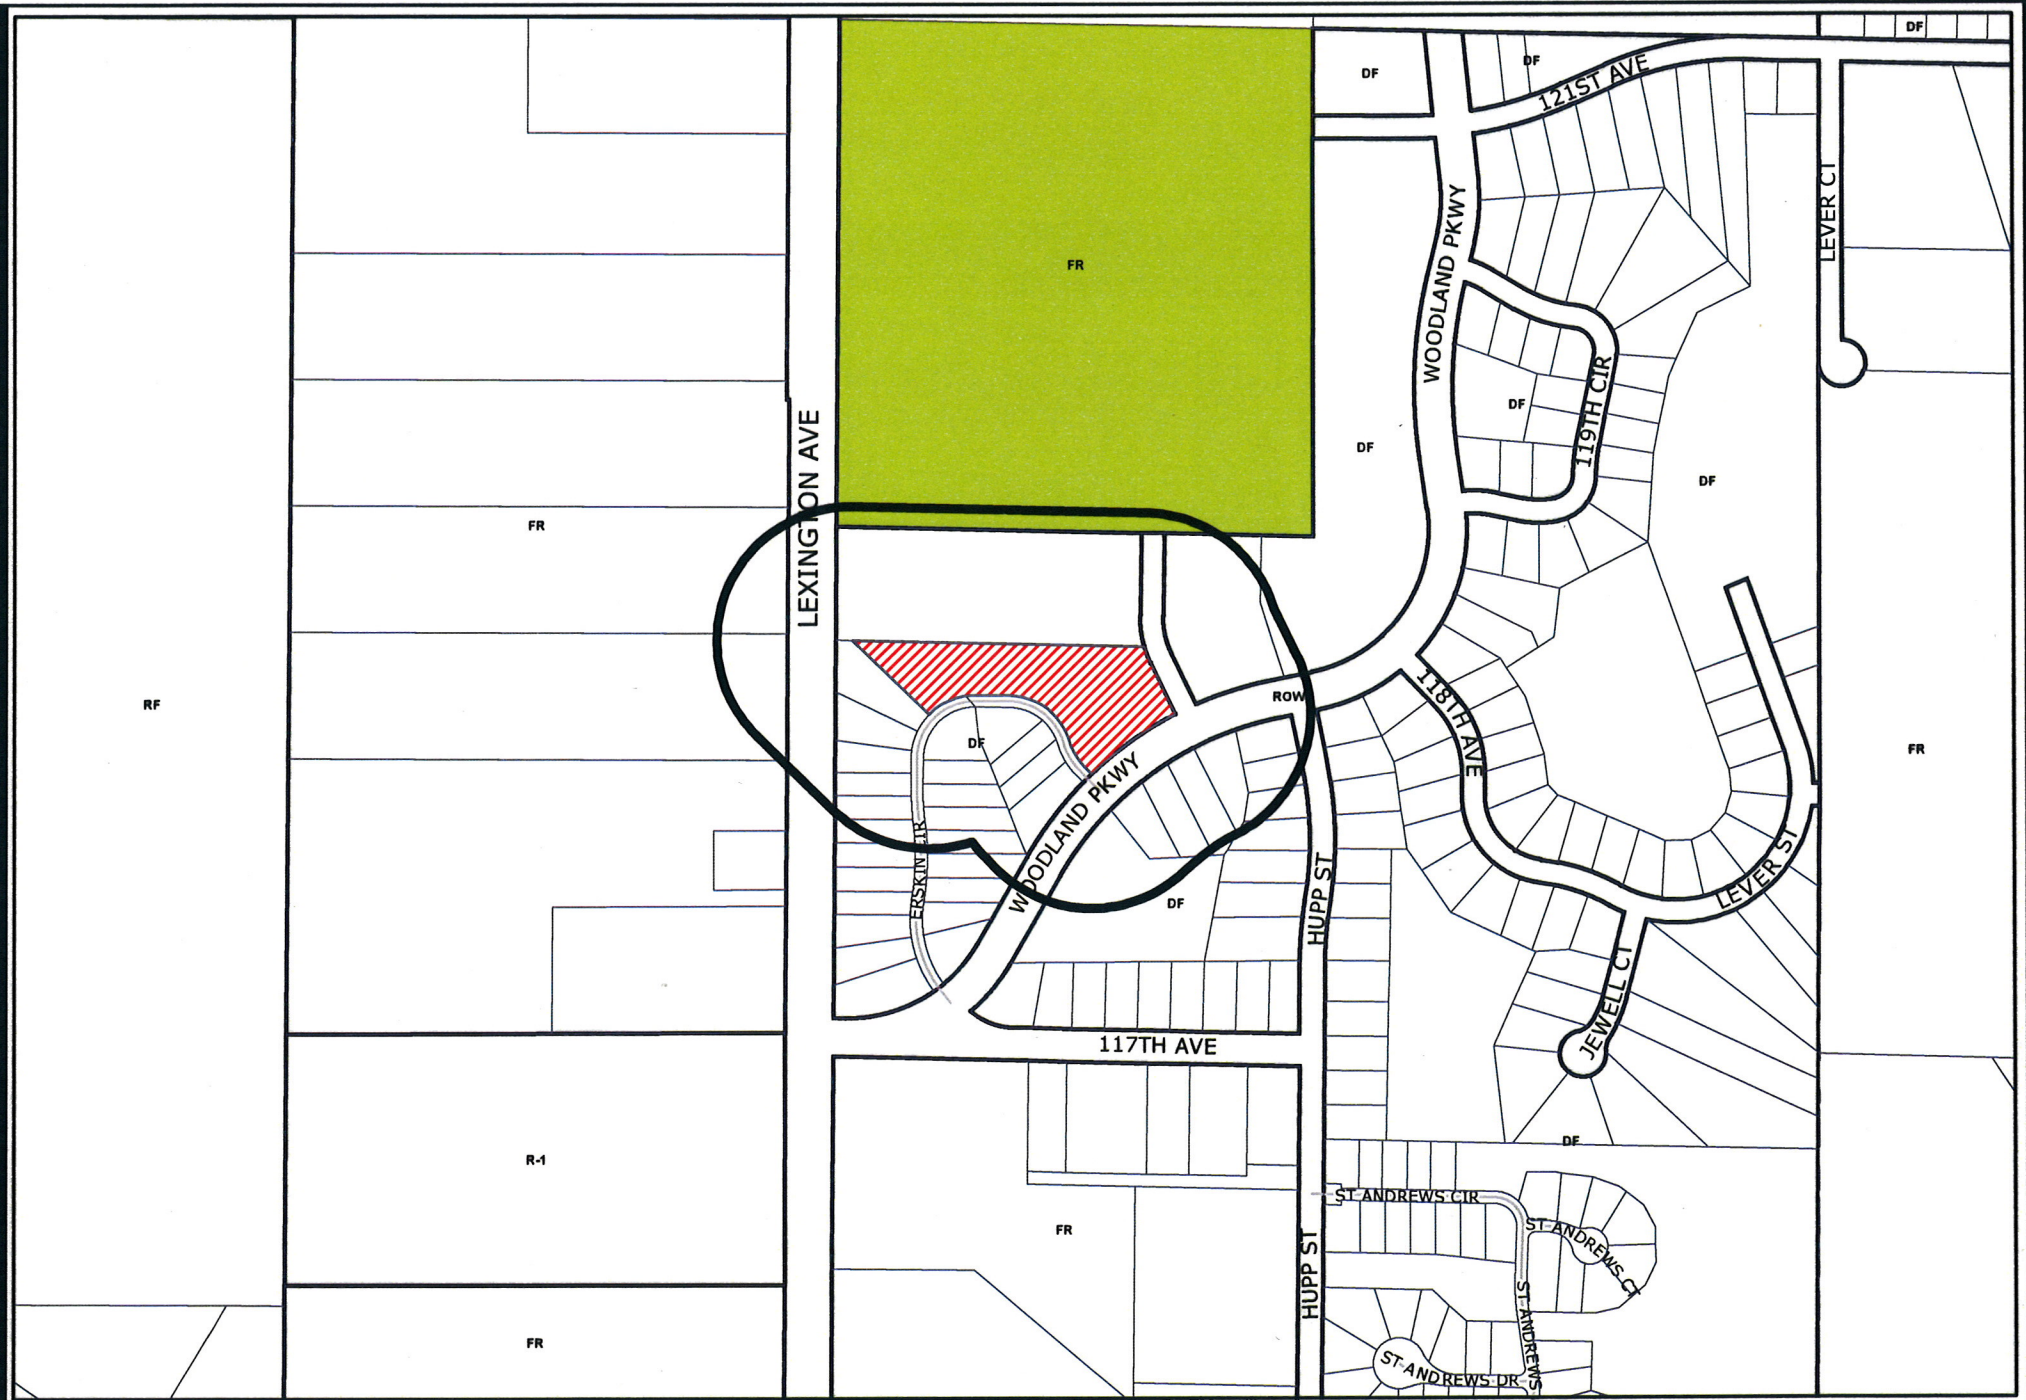 DF
DF
DF
121ST AVE
LEVER CT
WOODLAND PKWY
FR
WOODLAND PKWY
119TH CIR
DF
DF
DF
LEXINGTON AVE
FR
ROW
118TH AVE
RF
DF
FR
WOODLAND PKWY
ERSKIN CIR
HUPP ST
LEVER ST
DF
JEWELL CT
117TH AVE
DF
R-1
ST ANDREWS CIR
ST ANDREWS CT
FR
HUPP ST
ST ANDREWS
FR
ST ANDREWS DR